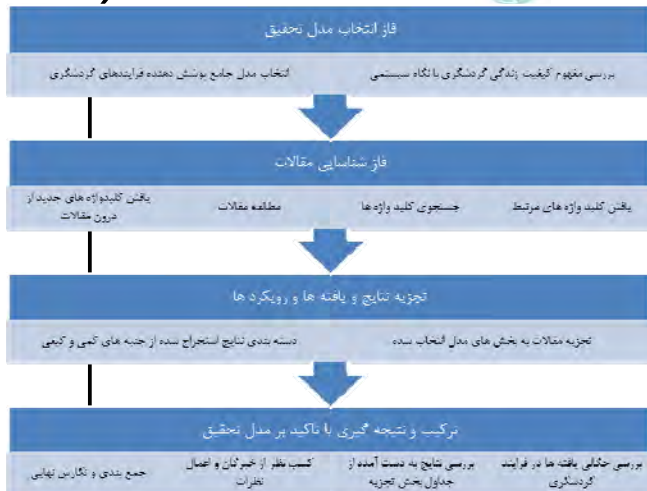 فاز انتخاب مدل تحقیق
بررسی مفهوم کیفیت زندگی گردشگری با نگاه سیستمی
انتخاب مدل جامع پوشش دهنده فرایندهای گردشگری
فاز شناسایی مقالات
یافتن کلید واژه های مرتبط
جستجوی کلید واژه ها
مطالعه مقالات
یافتن کلیدواژه های جدید از
درون مقالات
تجزیه نتایج و یافته ها و رویکرد ها
تجزیه مقالات به بخش های مدل انتخاب شده
دسته بندی نتایج استخراج شده از جنبه های کمی و کیفی
ترکیب و نتیجه گیری با تاکید بر مدل تحقیق
بررسی یافته ها در فرایند
گردشگری
بررسی نتایج به دست آمده از
جداول بخش تجزیه
کسب نظر از خبرگان و اعمال
نظرات
جمع بندی و نگارش نهایی